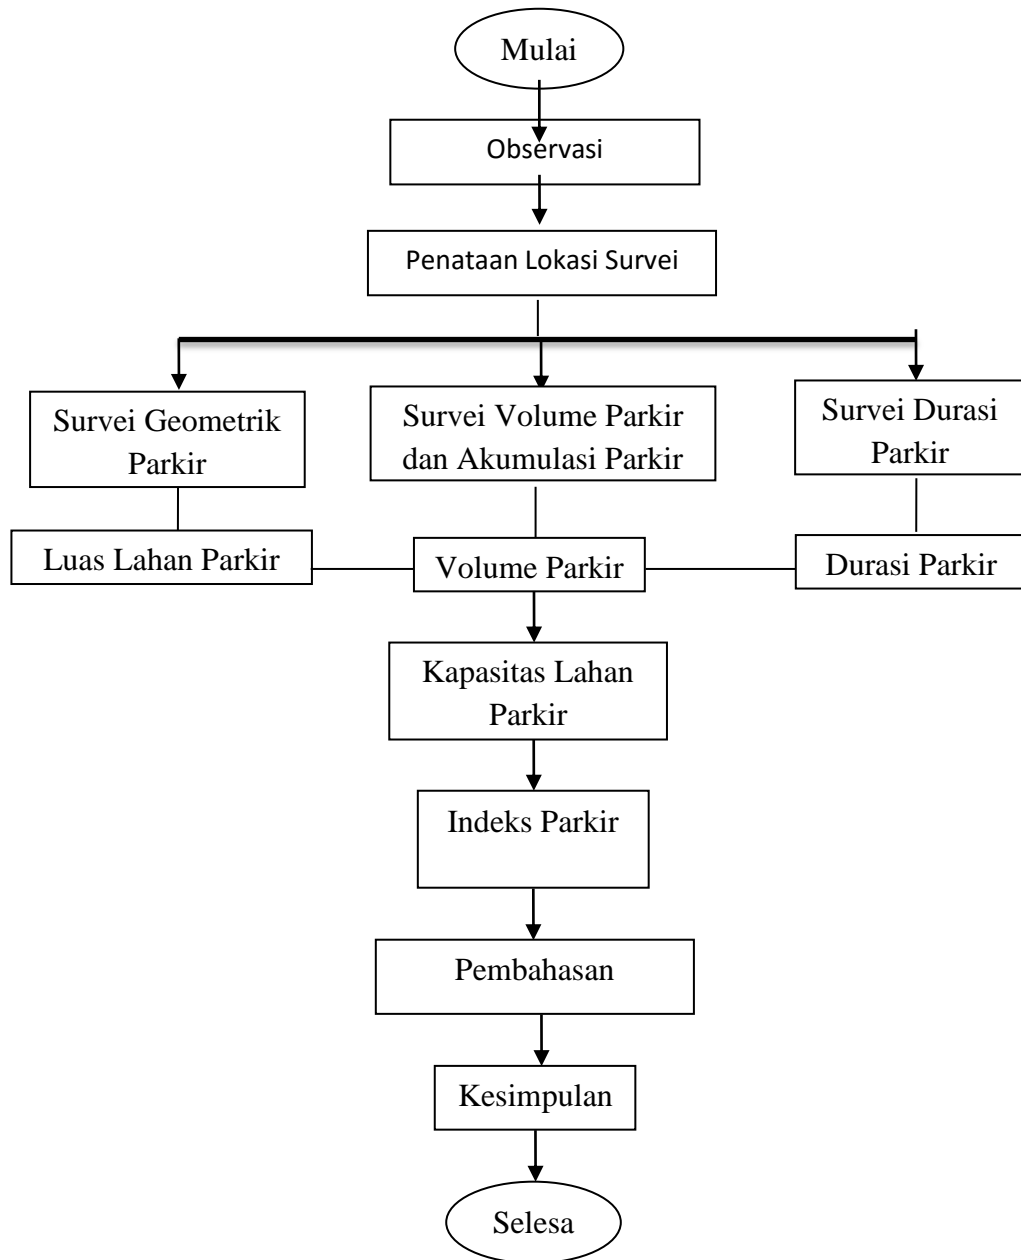 Mulai
Observasi
Penataan Lokasi Survei
Survei Geometrik
Parkir
Survei Volume Parkir
dan Akumulasi Parkir
Survei Durasi
Parkir
Luas Lahan Parkir
Volume Parkir
Durasi Parkir
Kapasitas Lahan
Parkir
Indeks Parkir
Pembahasan
Kesimpulan
Selesa